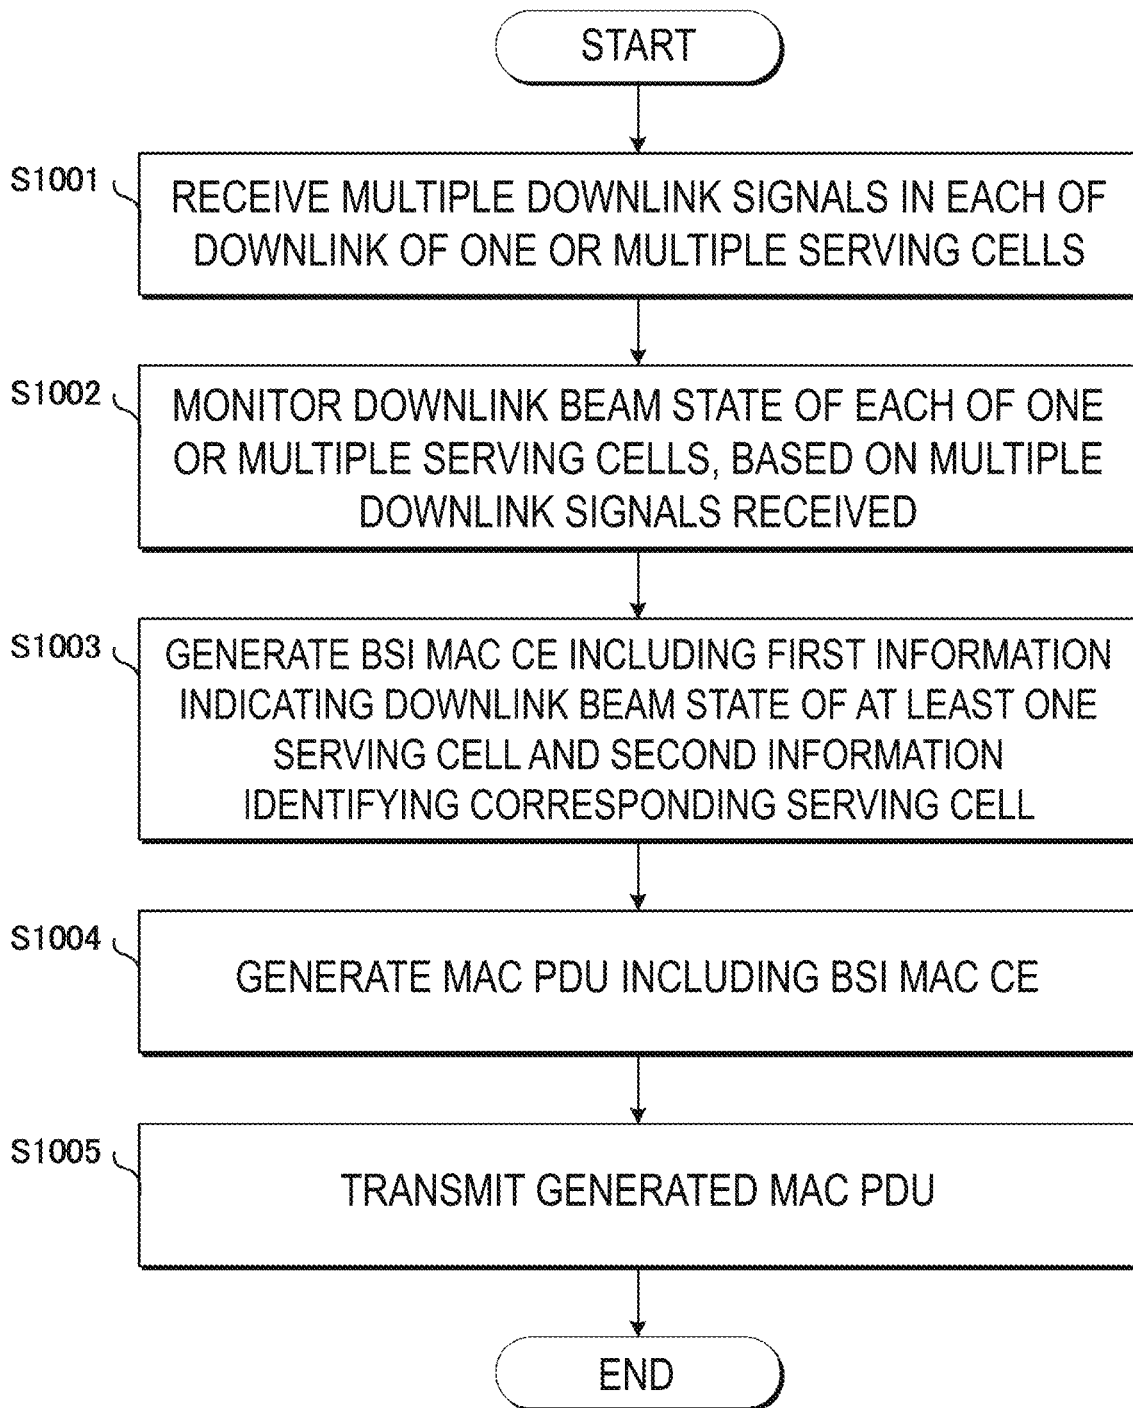 START
S1001
RECEIVE MULTIPLE DOWNLINK SIGNALS IN EACH OF
DOWNLINK OF ONE OR MULTIPLE SERVING CELLS
S1002
MONITOR DOWNLINK BEAM STATE OF EACH OF ONE
OR MULTIPLE SERVING CELLS, BASED ON MULTIPLE
DOWNLINK SIGNALS RECEIVED
S1003
GENERATE BSI MAC CE INCLUDING FIRST INFORMATION
INDICATING DOWNLINK BEAM STATE OF AT LEAST ONE
SERVING CELL AND SECOND INFORMATION
IDENTIFYING CORRESPONDING SERVING CELL
S1004
GENERATE MAC PDU INCLUDING BSI MAC CE
S1005
TRANSMIT GENERATED MAC PDU
END